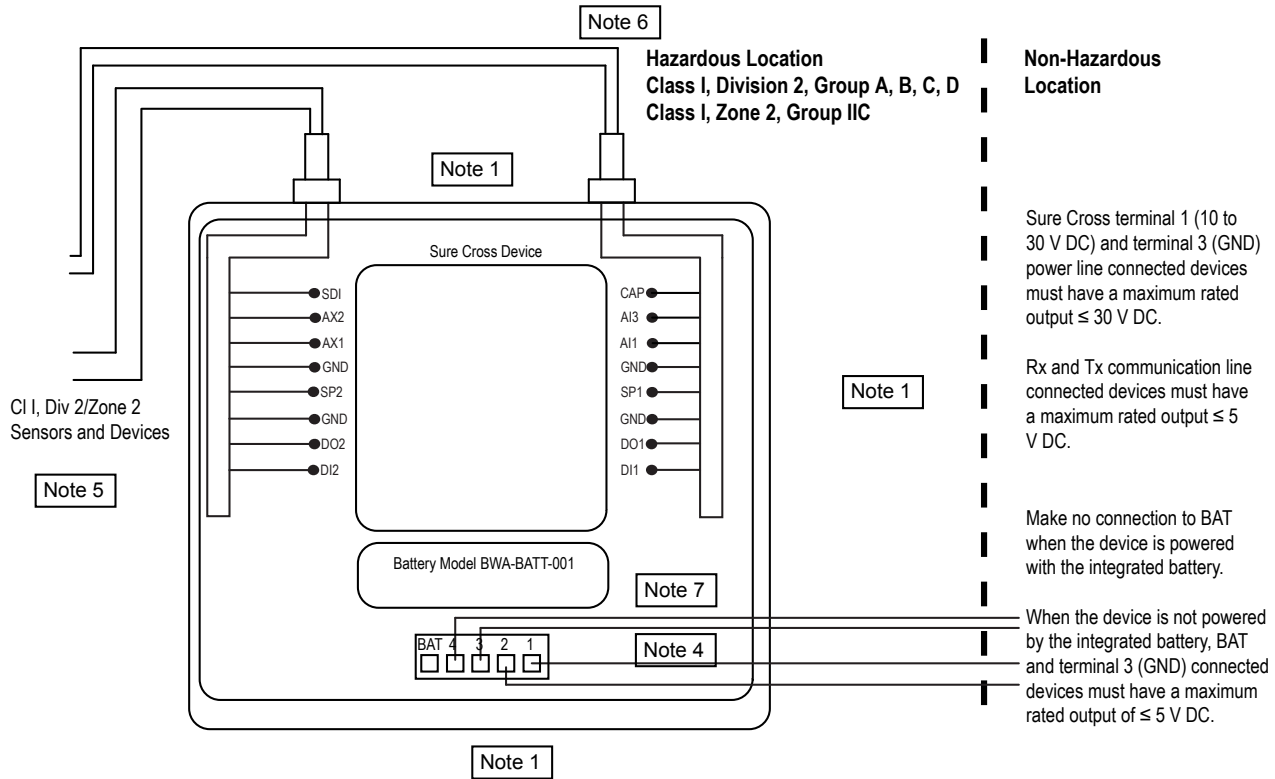 Note 6
Hazardous Location
Class I, Division 2, Group A, B, C, D
Class I, Zone 2, Group IIC
Non-Hazardous
Location
Note 1
Sure Cross Device
SDI
AX2
AX1
GND
SP2
GND
DO2
DI2
CAP
AI3
AI1
GND
SP1
GND
DO1
DI1
Note 1
Cl I, Div 2/Zone 2
Sensors and Devices
Note 5
Sure Cross terminal 1 (10 to
30 V DC) and terminal 3 (GND)
power line connected devices
must have a maximum rated
output ≤ 30 V DC.
Rx and Tx communication line
connected devices must have
a maximum rated output ≤ 5
V DC.
Make no connection to BAT
when the device is powered
with the integrated battery.
When the device is not powered
by the integrated battery, BAT
and terminal 3 (GND) connected
devices must have a maximum
rated output of ≤ 5 V DC.
Battery Model BWA-BATT-001
Note 7
BAT 4 3 2 1
Note 4
Note 1